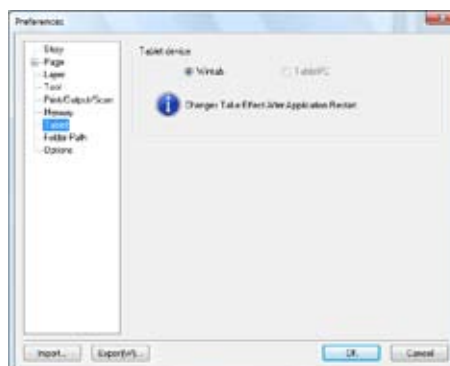 Preferences
Story
Page
Layer
Tool
Print/Output/Scan
Memory
Tablet
Folder Path
Options
Tablet device
Wintab
TabletPC
Changes Take Effect After Application Restart
Import...
Export(W)...
OK
Cancel